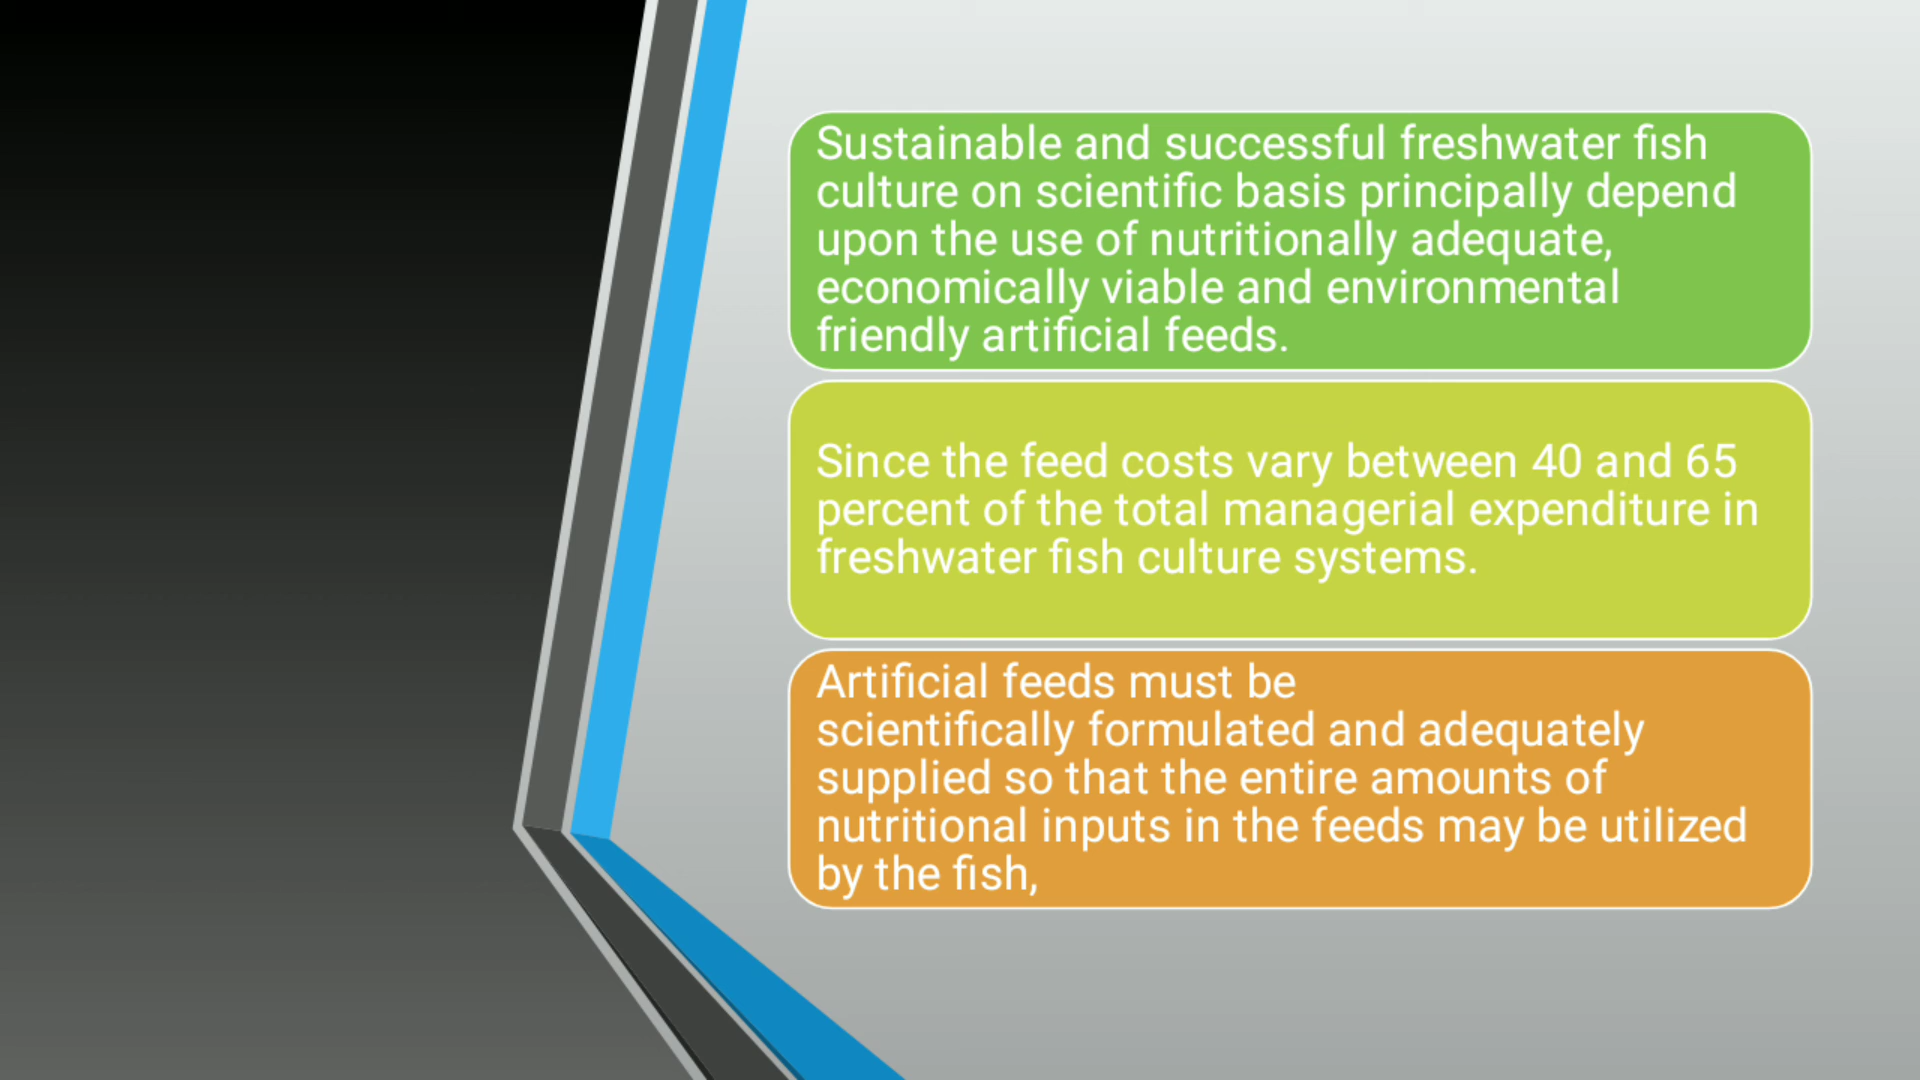 Sustainable and successful freshwater fish
culture on scientific basis principally depend
upon the use of nutritionally adequate,
economically viable and environmental
friendly artificial feeds.
Since the feed costs vary between 40 and 65
percent of the total managerial expenditure in
freshwater fish culture systems.
Artificial feeds must be
scientifically formulated and adequately
supplied so that the entire amounts of
nutritional inputs in the feeds may be utilized
by the fish,